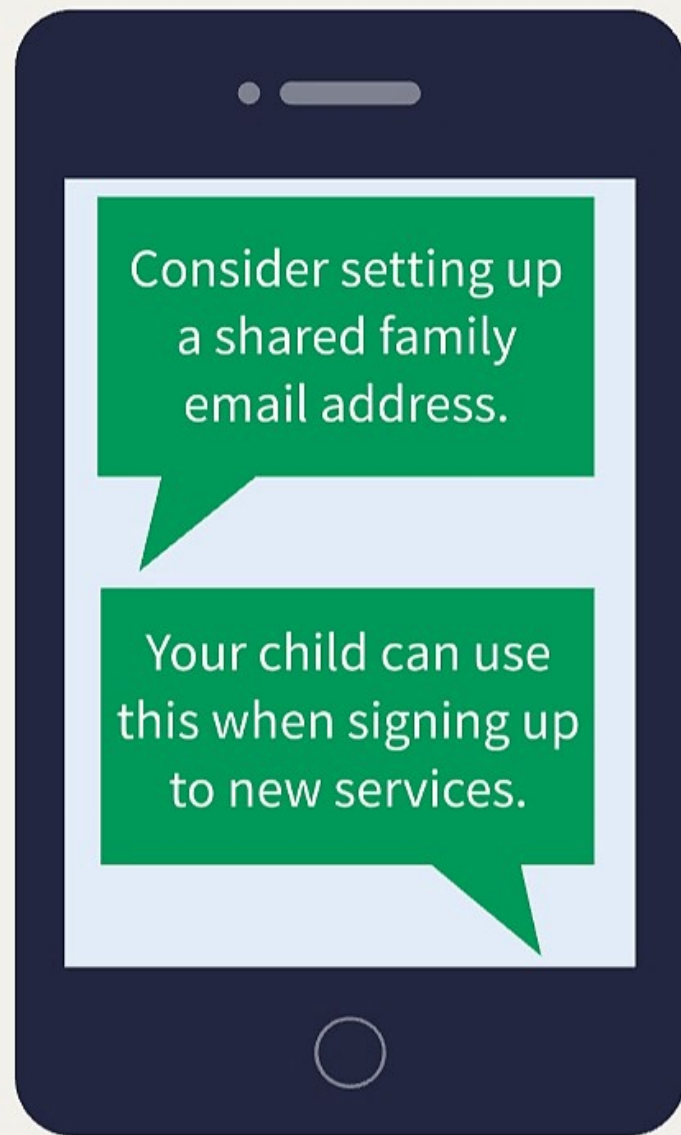 Consider setting up
a shared family
email address.
Your child can use
this when signing up
to new services.